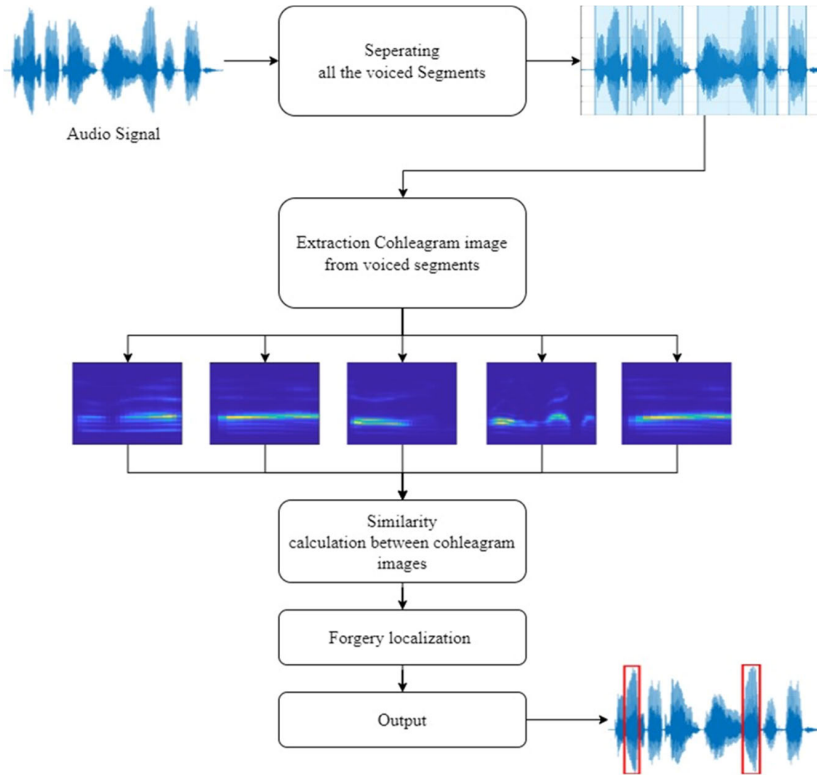 Seperating
all the voiced Segments
Audio Signal
Extraction Cohleagram image
from voiced segments
Similarity
calculation between cohleagram
images
Forgery localization
Output